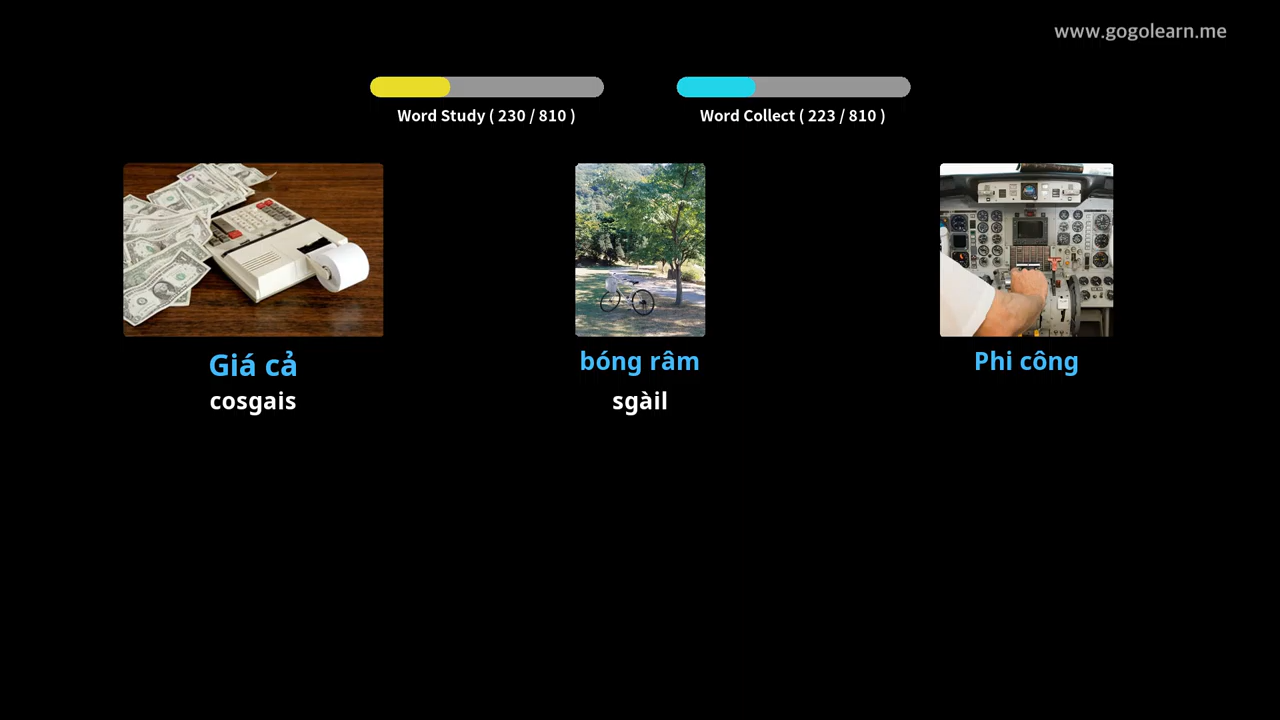 www.gogolearn.me
Word Study ( 230 / 810 )
Word Collect ( 223 / 810 )
Giá cả
cosgais
bóng râm
sgàil
Phi công